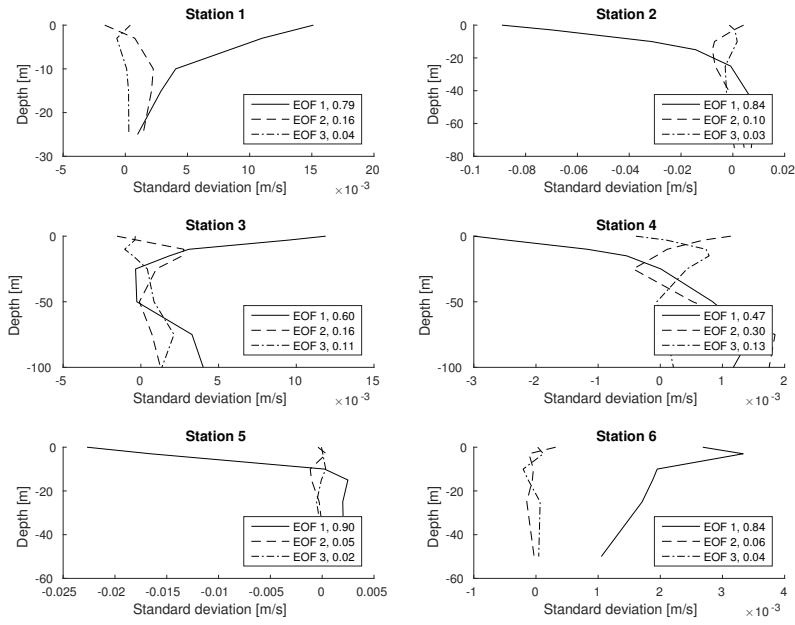 Station 1
Depth [m]
0
-10
-20
-30
-5
0
5
10
15
20
Standard deviation [m/s]
×10⁻³
EOF 1, 0.79
EOF 2, 0.16
EOF 3, 0.04
Station 2
Depth [m]
0
-20
-40
-60
-80
-0.1
-0.08
-0.06
-0.04
-0.02
0
0.02
Standard deviation [m/s]
EOF 1, 0.84
EOF 2, 0.10
EOF 3, 0.03
Station 3
Depth [m]
0
-50
-100
-5
0
5
10
15
Standard deviation [m/s]
×10⁻³
EOF 1, 0.60
EOF 2, 0.16
EOF 3, 0.11
Station 4
Depth [m]
0
-50
-100
-3
-2
-1
0
1
2
Standard deviation [m/s]
×10⁻³
EOF 1, 0.47
EOF 2, 0.30
EOF 3, 0.13
Station 5
Depth [m]
0
-20
-40
-60
-0.025
-0.02
-0.015
-0.01
-0.005
0
0.005
Standard deviation [m/s]
EOF 1, 0.90
EOF 2, 0.05
EOF 3, 0.02
Station 6
Depth [m]
0
-20
-40
-60
-1
0
1
2
3
4
Standard deviation [m/s]
×10⁻³
EOF 1, 0.84
EOF 2, 0.06
EOF 3, 0.04